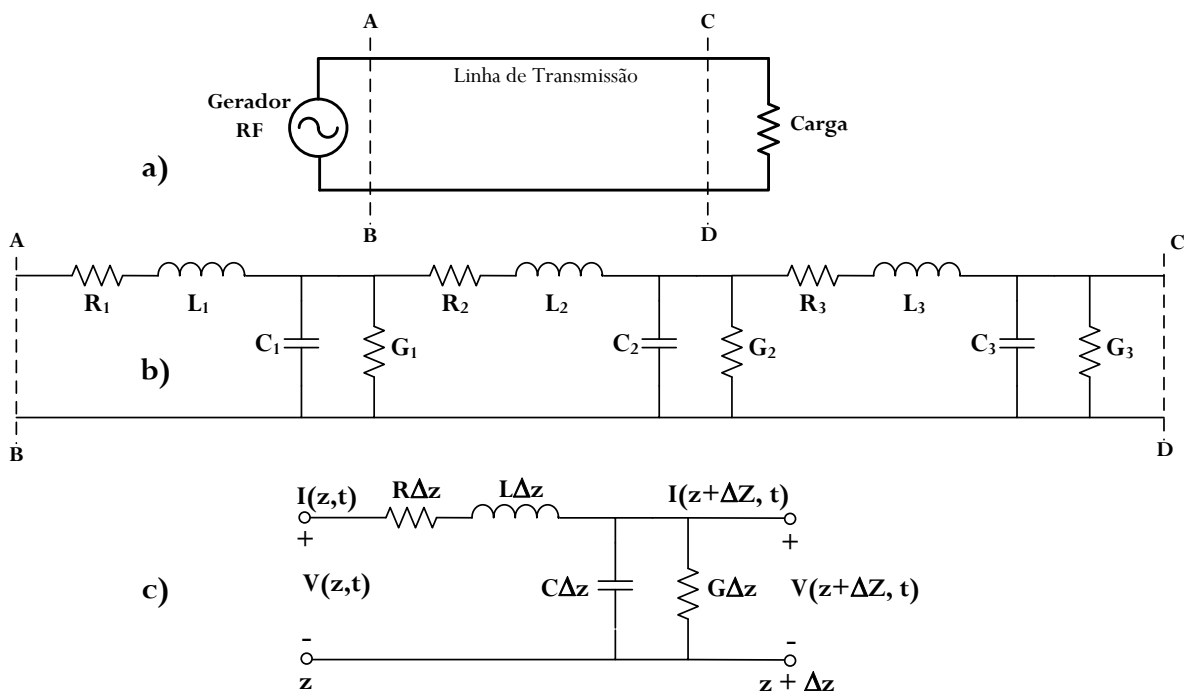 A
C
Linha de Transmissão
Gerador
RF
Carga
a)
B
D
A
C
R₁
L₁
R₂
L₂
R₃
L₃
C₁
G₁
C₂
G₂
C₃
G₃
b)
B
D
I(z,t)
RΔz
LΔz
I(z+ΔZ, t)
+
+
c)
V(z,t)
CΔz
GΔz
V(z+ΔZ, t)
-
-
z
z + Δz